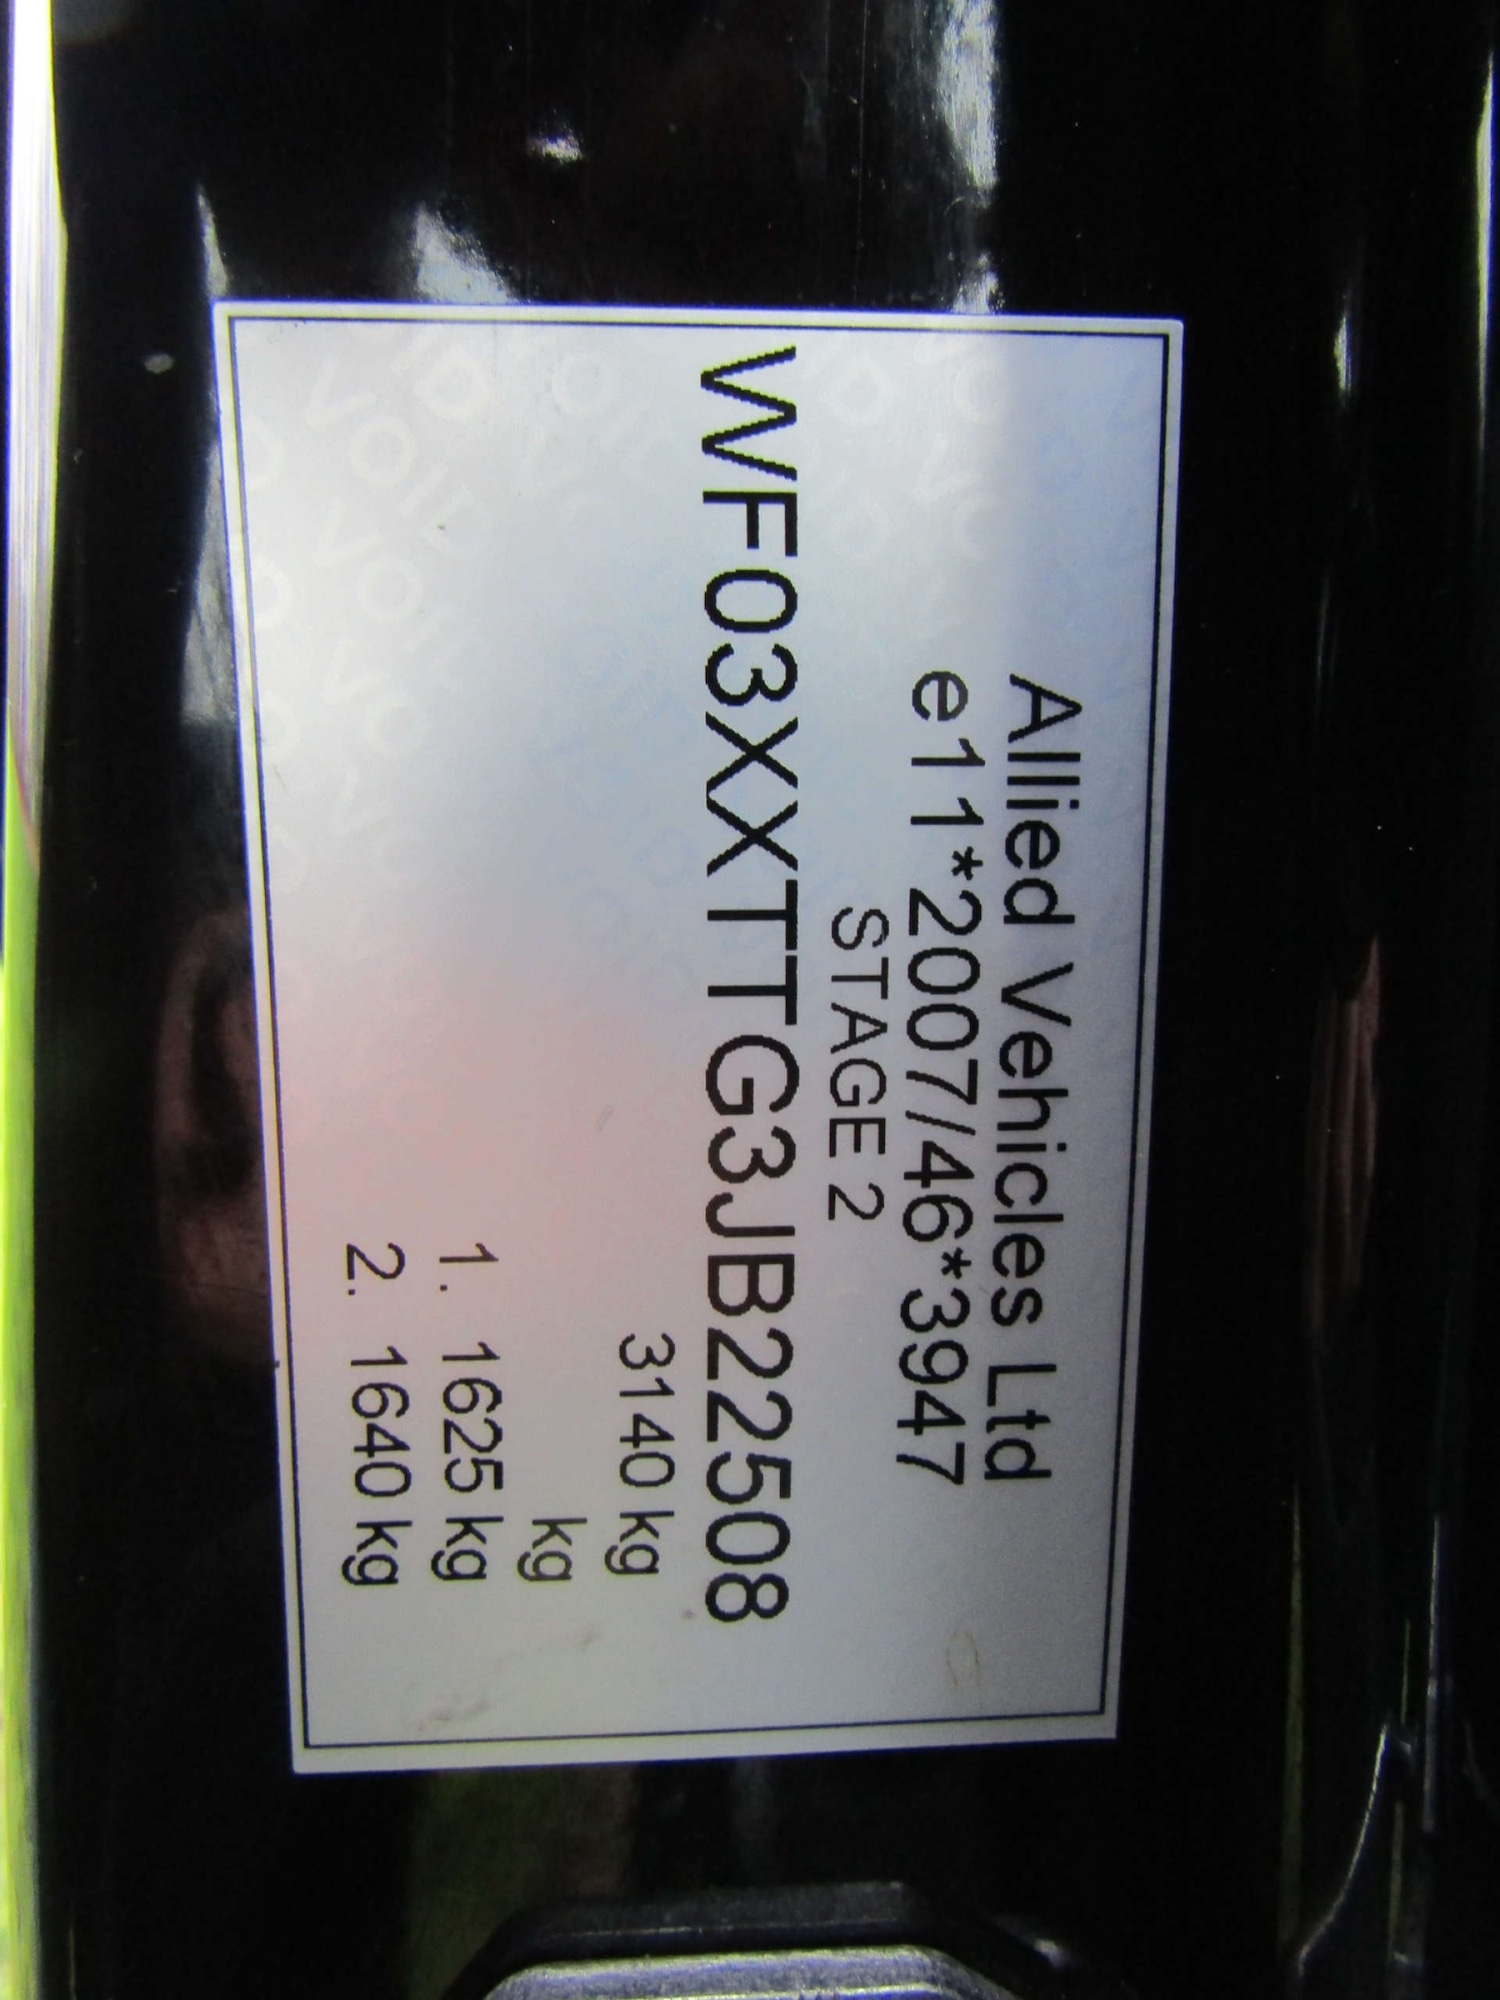 Allied Vehicles Ltd
e11*2007/46*3947
STAGE 2
WF03XXTTG3JB22508
3140 kg
kg
1. 1625 kg
2. 1640 kg